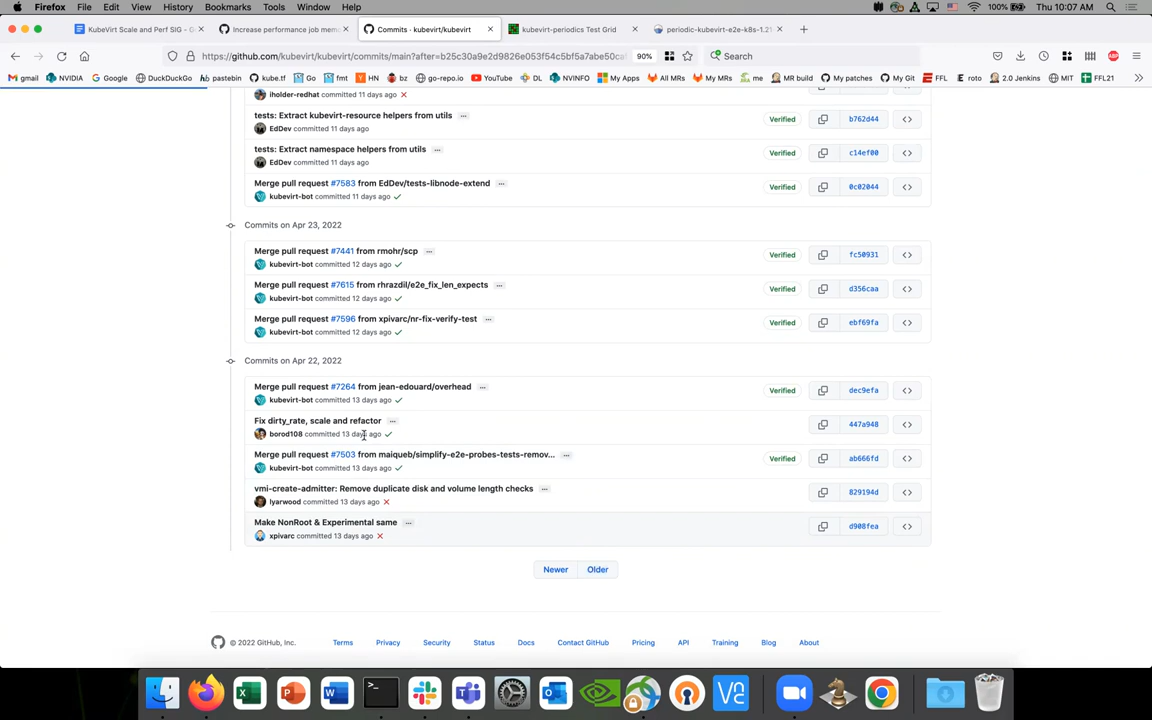 Firefox File Edit View History Bookmarks Tools Window Help 100% Thu 10:07 AM
KubeVirt Scale and Perf SIG - G Increase performance job mem Commits · kubevirt/kubevirt kubevirt-periodics Test Grid periodic-kubevirt-e2e-k8s-1.21
https://github.com/kubevirt/kubevirt/commits/main?after=b25c30a9e2d9826e053f54c5bf5a7abe50ca 90% Search
gmail NVIDIA Google DuckDuckGo pastebin kube.tf Go fmt HN bz go-repo.io YouTube DL NVINFO My Apps All MRs My MRs me MR build My patches My Git FFL roto 2.0 Jenkins MIT FFL21
iholder-redhat committed 11 days ago
tests: Extract kubevirt-resource helpers from utils
Verified b762d44
EdDev committed 11 days ago
tests: Extract namespace helpers from utils
Verified c14ef00
EdDev committed 11 days ago
Merge pull request #7583 from EdDev/tests-libnode-extend
Verified 0c02044
kubevirt-bot committed 11 days ago
Commits on Apr 23, 2022
Merge pull request #7441 from rmohr/scp
Verified fc50931
kubevirt-bot committed 12 days ago
Merge pull request #7615 from rhrazdil/e2e_fix_len_expects
Verified d356caa
kubevirt-bot committed 12 days ago
Merge pull request #7596 from xpivarc/nr-fix-verify-test
Verified ebf69fa
kubevirt-bot committed 12 days ago
Commits on Apr 22, 2022
Merge pull request #7264 from jean-edouard/overhead
Verified dec9efa
kubevirt-bot committed 13 days ago
Fix dirty_rate, scale and refactor
447a948
borod108 committed 13 days ago
Merge pull request #7503 from maiqueb/simplify-e2e-probes-tests-remov...
Verified ab666fd
kubevirt-bot committed 13 days ago
vmi-create-admitter: Remove duplicate disk and volume length checks
829194d
lyarwood committed 13 days ago
Make NonRoot & Experimental same
d908fea
xpivarc committed 13 days ago
Newer Older
© 2022 GitHub, Inc. Terms Privacy Security Status Docs Contact GitHub Pricing API Training Blog About